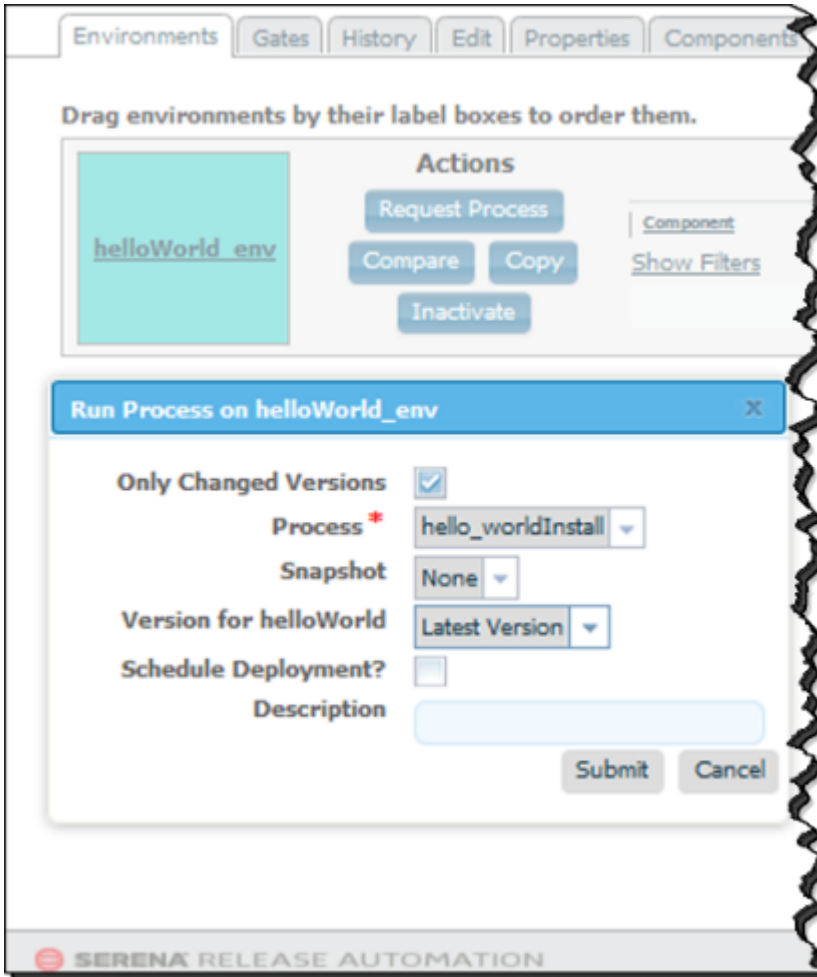 Environments Gates History Edit Properties Components
Drag environments by their label boxes to order them.
Actions
helloWorld_env
Request Process
Compare Copy
Inactivate
Component
Show Filters
Run Process on helloWorld_env x
Only Changed Versions
Process * hello_worldInstall
Snapshot None
Version for helloWorld Latest Version
Schedule Deployment?
Description
Submit Cancel
SERENA RELEASE AUTOMATION